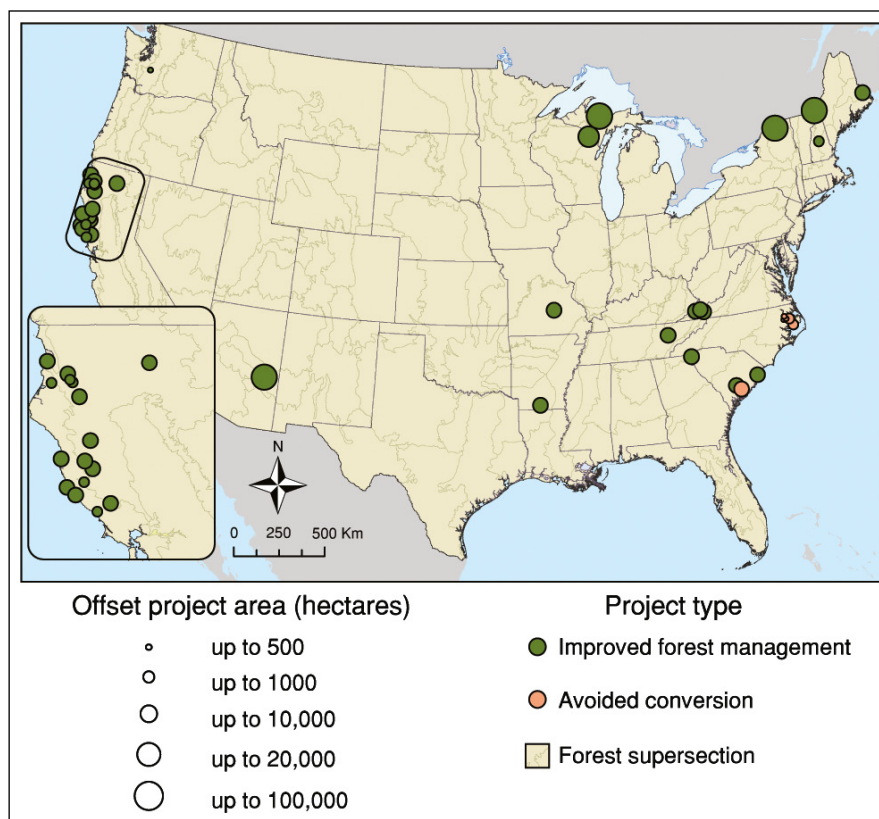 N
0 250 500 Km
Offset project area (hectares)
up to 500
up to 1000
up to 10,000
up to 20,000
up to 100,000
Project type
Improved forest management
Avoided conversion
Forest supersection